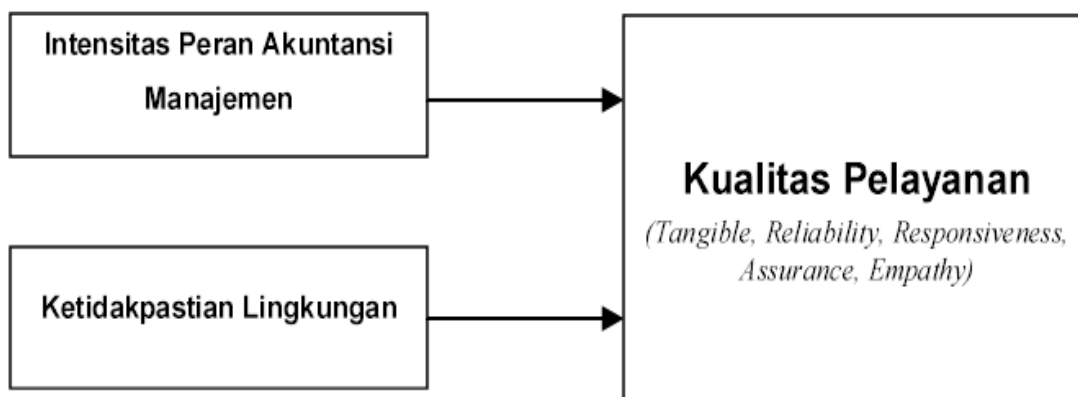 Intensitas Peran Akuntansi
Manajemen
Kualitas Pelayanan
(Tangible, Reliability, Responsiveness,
Assurance, Empathy)
Ketidakpastian Lingkungan